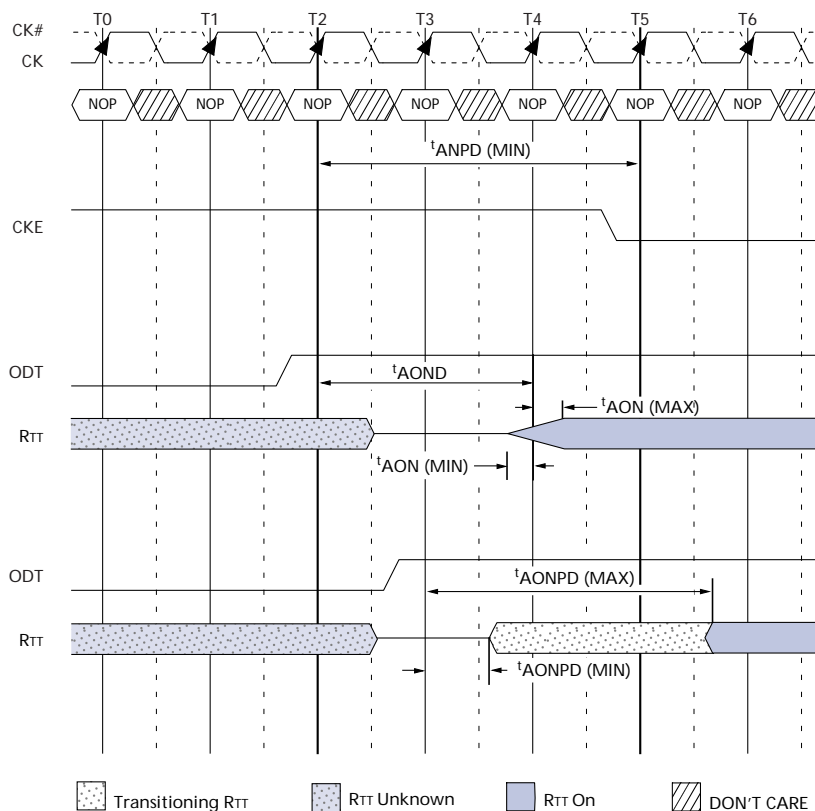 T0 T1 T2 T3 T4 T5 T6
CK#
CK
NOP NOP NOP NOP NOP NOP NOP
tANPD (MIN)
CKE
ODT
tAOND
tAON (MAX)
RTT
tAON (MIN)
ODT
tAONPD (MAX)
RTT
tAONPD (MIN)
Transitioning RTT RTT Unknown RTT On DON'T CARE